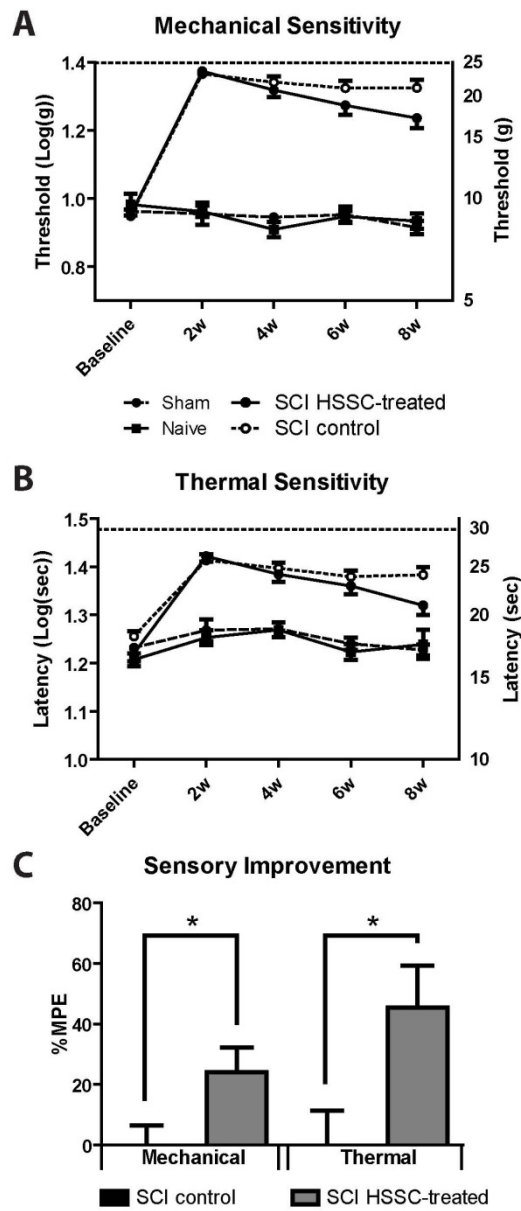 A
Mechanical Sensitivity
Threshold (Log(g))
1.4
1.2
1.0
0.8
Threshold (g)
25
20
15
10
5
Baseline
2w
4w
6w
8w
Sham
SCI HSSC-treated
Naive
SCI control
B
Thermal Sensitivity
Latency (Log(sec))
1.5
1.4
1.3
1.2
1.1
1.0
Latency (sec)
30
25
20
15
10
Baseline
2w
4w
6w
8w
C
Sensory Improvement
%MPE
80
60
40
20
0
*
*
Mechanical
Thermal
SCI control
SCI HSSC-treated